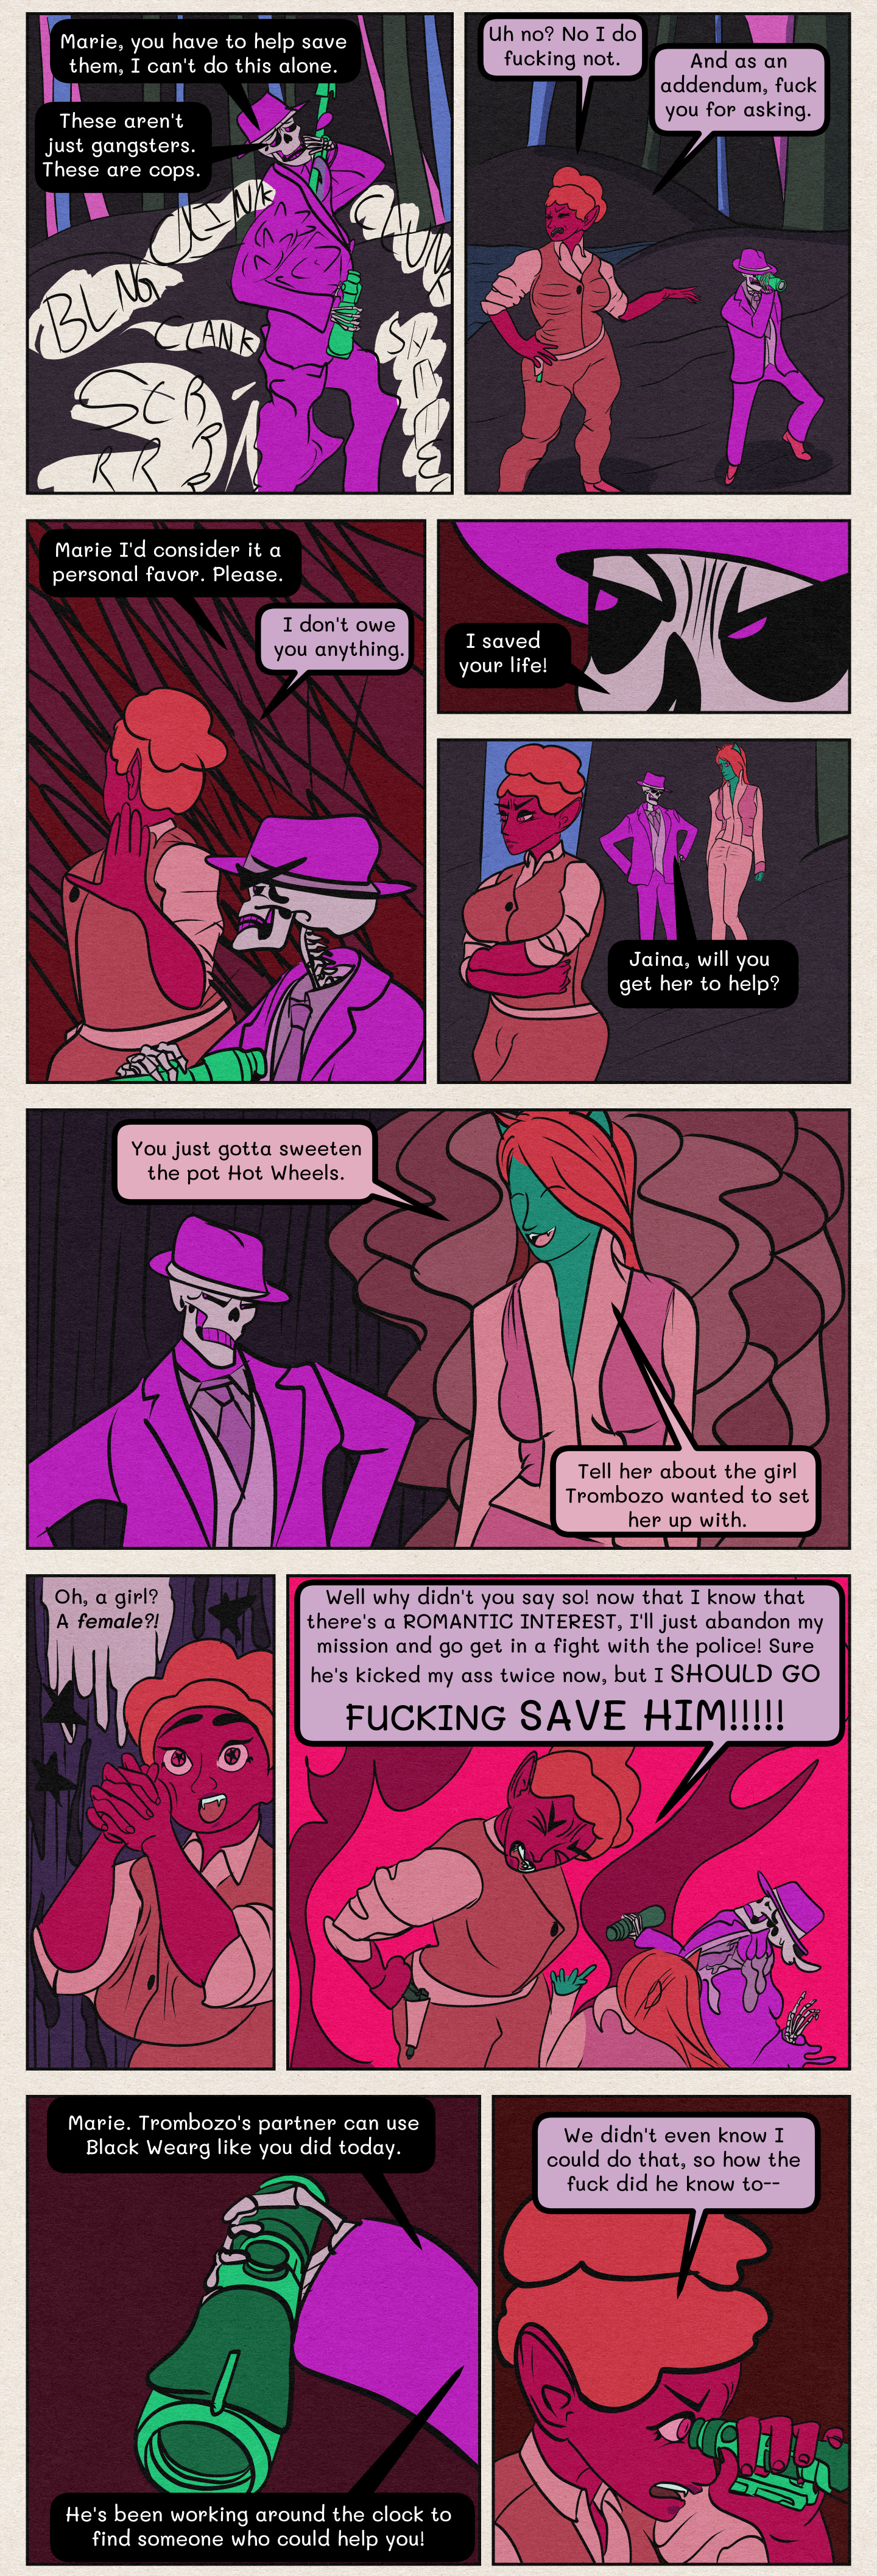 Marie, you have to help save
them, I can't do this alone.
These aren't
just gangsters.
These are cops.
KLINK
BLNG
CLANK
CLUNK
STRRRR
Uh no? No I do
fucking not.
And as an
addendum, fuck
you for asking.
Marie I'd consider it a
personal favor. Please.
I don't owe
you anything.
I saved
your life!
Jaina, will you
get her to help?
You just gotta sweeten
the pot Hot Wheels.
Tell her about the girl
Trombozo wanted to set
her up with.
Oh, a girl?
A female?!
Well why didn't you say so! now that I know that
there's a ROMANTIC INTEREST, I'll just abandon my
mission and go get in a fight with the police! Sure
he's kicked my ass twice now, but I SHOULD GO
FUCKING SAVE HIM!!!!!
Marie. Trombozo's partner can use
Black Wearg like you did today.
He's been working around the clock to
find someone who could help you!
We didn't even know I
could do that, so how the
fuck did he know to--